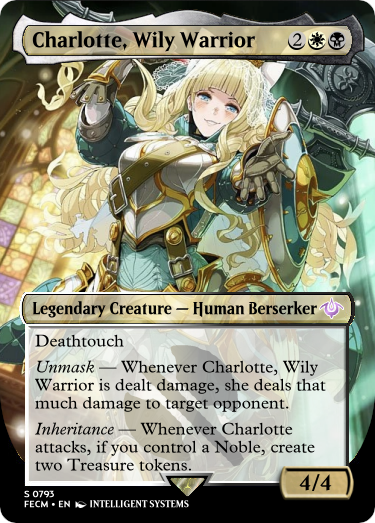 Charlotte, Wily Warrior 2
Legendary Creature — Human Berserker
Deathtouch
Unmask — Whenever Charlotte, Wily
Warrior is dealt damage, she deals that
much damage to target opponent.
Inheritance — Whenever Charlotte
attacks, if you control a Noble, create
two Treasure tokens.
4/4
S 0793
FECM • EN INTELLIGENT SYSTEMS